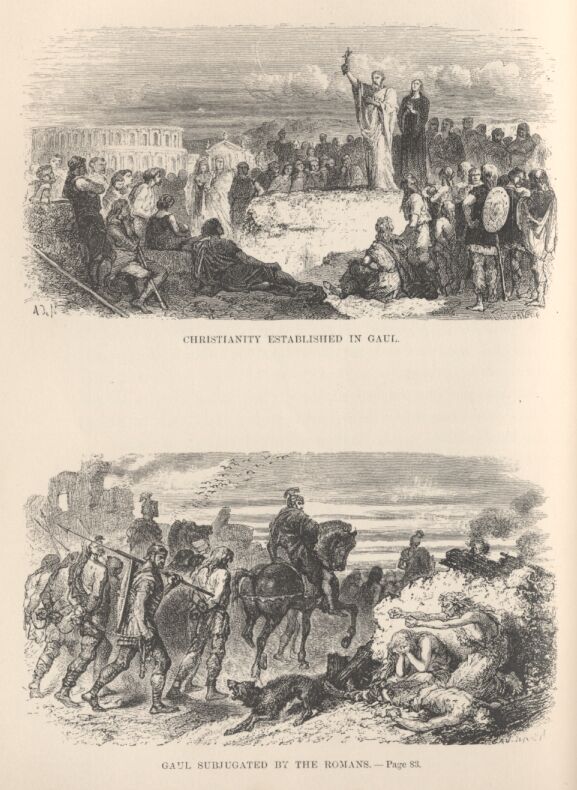 CHRISTIANITY ESTABLISHED IN GAUL.
GAUL SUBJUGATED BY THE ROMANS. — Page 83.